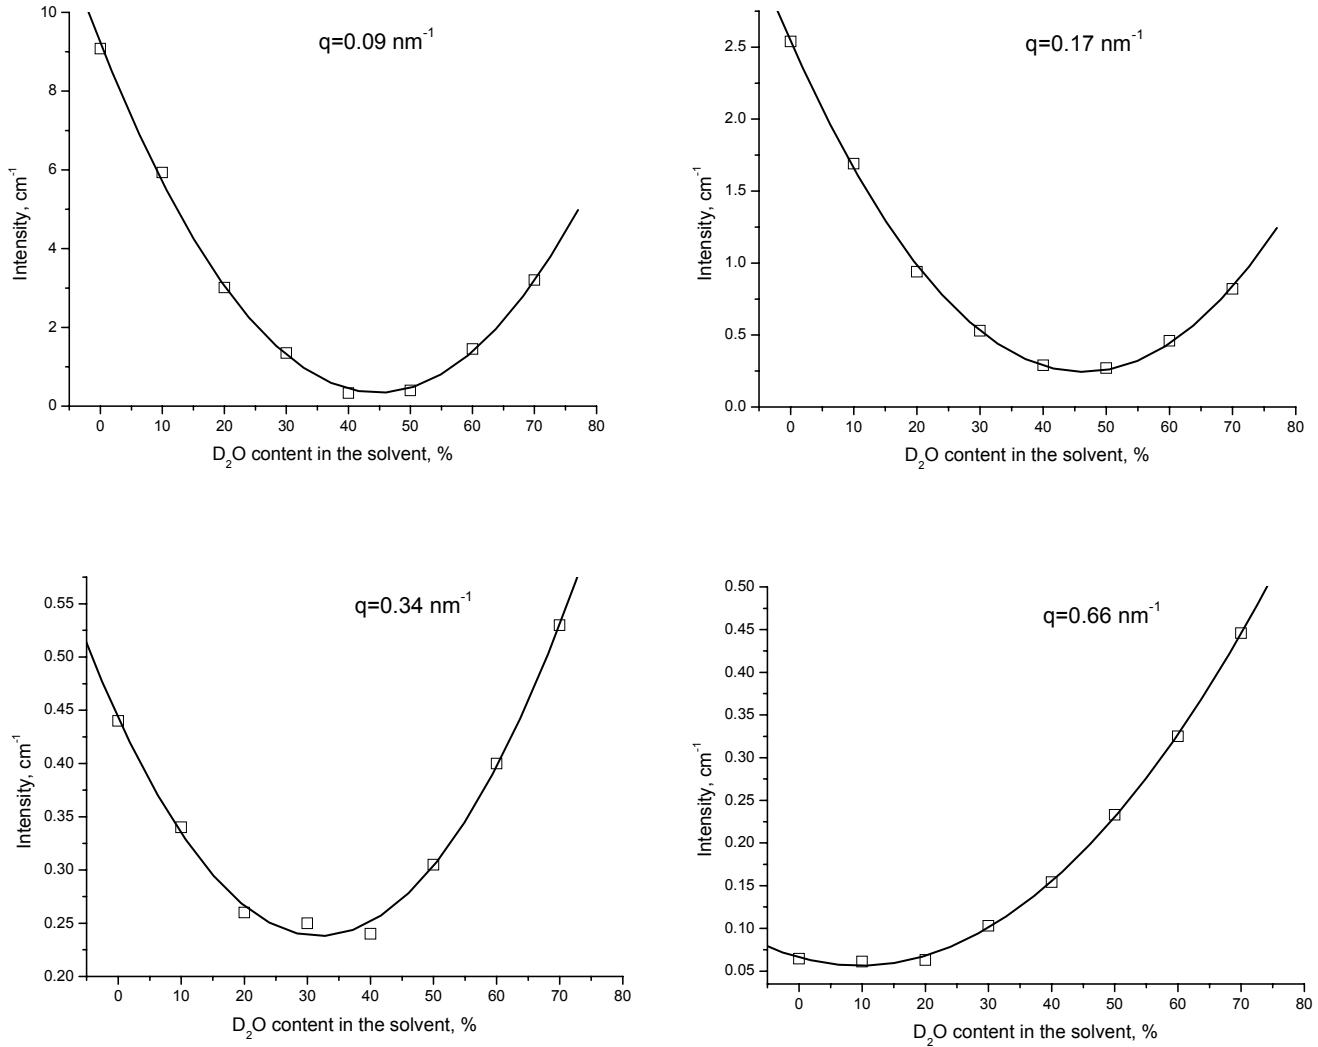 q=0.09 nm⁻¹
Intensity, cm⁻¹
10
8
6
4
2
0
0 10 20 30 40 50 60 70 80
D₂O content in the solvent, %
q=0.17 nm⁻¹
Intensity, cm⁻¹
2.5
2.0
1.5
1.0
0.5
0.0
0 10 20 30 40 50 60 70 80
D₂O content in the solvent, %
q=0.34 nm⁻¹
Intensity, cm⁻¹
0.55
0.50
0.45
0.40
0.35
0.30
0.25
0.20
0 10 20 30 40 50 60 70 80
D₂O content in the solvent, %
q=0.66 nm⁻¹
Intensity, cm⁻¹
0.50
0.45
0.40
0.35
0.30
0.25
0.20
0.15
0.10
0.05
0 10 20 30 40 50 60 70 80
D₂O content in the solvent, %